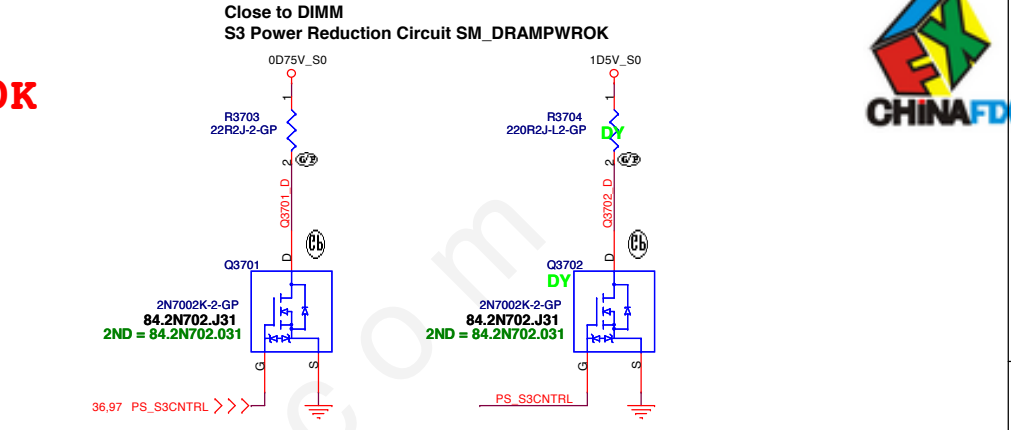 Close to DIMM
S3 Power Reduction Circuit SM_DRAMPWROK
OK
0D75V_S0
1
R3703
22R2J-2-GP
2
G/P
Q3701_D
D
Q3701
2N7002K-2-GP
84.2N702.J31
2ND = 84.2N702.031
G
S
36,97 PS_S3CNTRL
1D5V_S0
1
R3704
220R2J-L2-GP
DY
2
G/P
Q3702_D
D
Q3702
DY
2N7002K-2-GP
84.2N702.J31
2ND = 84.2N702.031
G
S
PS_S3CNTRL
FIX
CHINAFD
com